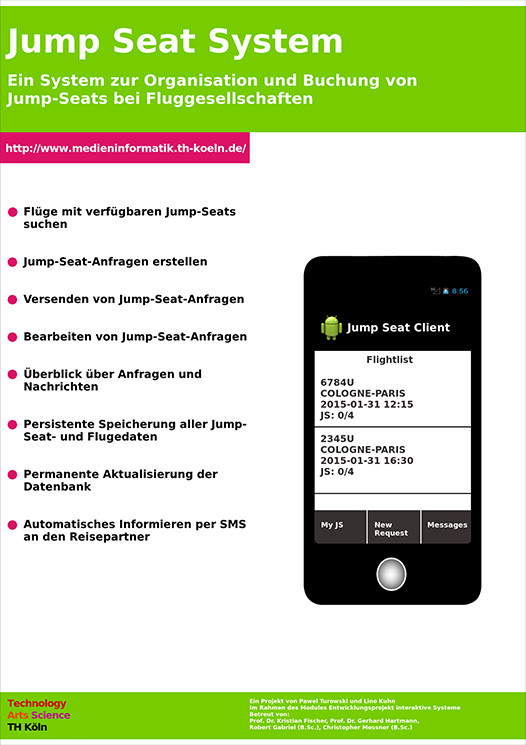 Jump Seat System
Ein System zur Organisation und Buchung von
Jump-Seats bei Fluggesellschaften
http://www.medieninformatik.th-koeln.de/
Flüge mit verfügbaren Jump-Seats
suchen
Jump-Seat-Anfragen erstellen
Versenden von Jump-Seat-Anfragen
Bearbeiten von Jump-Seat-Anfragen
Überblick über Anfragen und
Nachrichten
Persistente Speicherung aller Jump-
Seat- und Flugedaten
Permanente Aktualisierung der
Datenbank
Automatisches Informieren per SMS
an den Reisepartner
8:56
Jump Seat Client
Flightlist
6784U
COLOGNE-PARIS
2015-01-31 12:15
JS: 0/4
2345U
COLOGNE-PARIS
2015-01-31 16:30
JS: 0/4
My JS
New
Request
Messages
Technology
Arts Science
TH Köln
Ein Projekt von Pawel Turowski und Lino Kuhn
Im Rahmen des Modules Entwicklungsprojekt interaktive Systeme
Betreut von:
Prof. Dr. Kristian Fischer, Prof. Dr. Gerhard Hartmann,
Robert Gabriel (B.Sc.), Christopher Messner (B.Sc.)